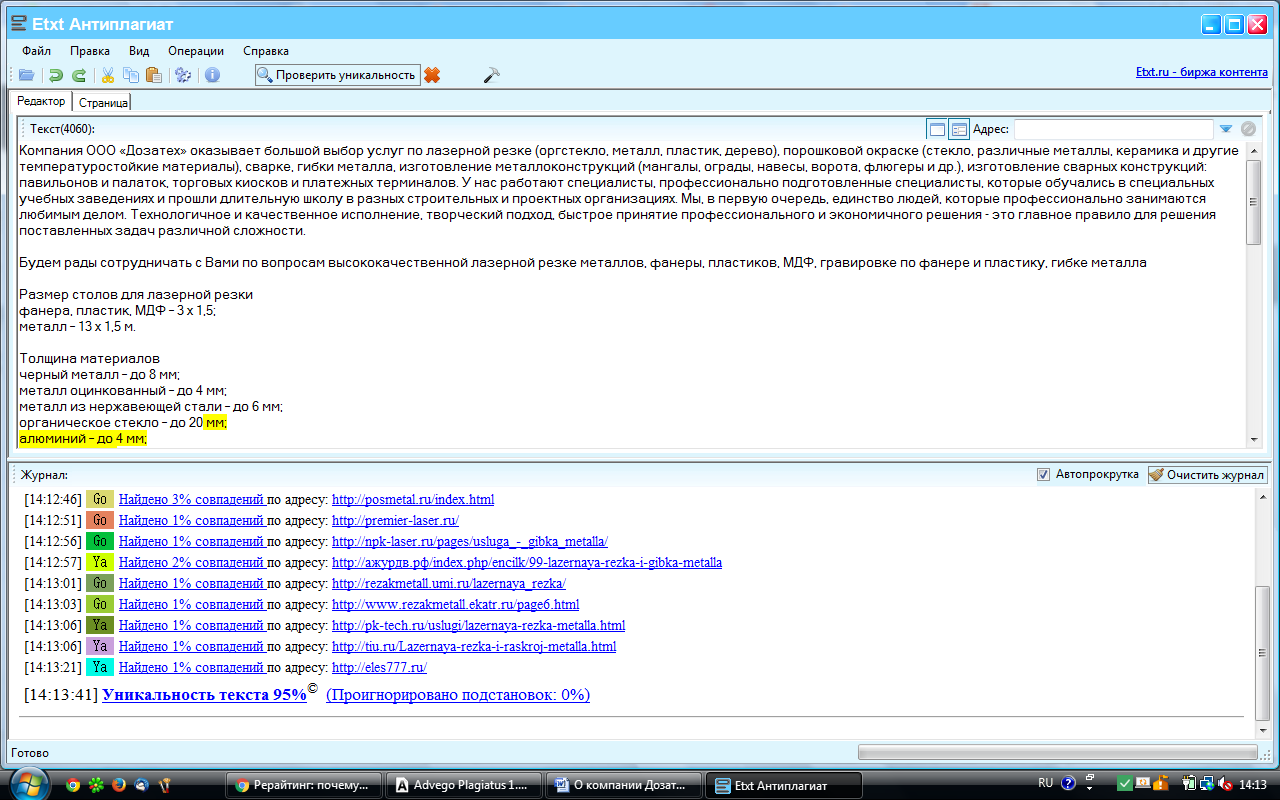 Etxt Антиплагиат
Файл Правка Вид Операции Справка
Проверить уникальность
Etxt.ru - биржа контента
Редактор Страница
Текст(4060): Адрес:
Компания ООО «Дозатех» оказывает большой выбор услуг по лазерной резке (оргстекло, металл, пластик, дерево), порошковой окраске (стекло, различные металлы, керамика и другие
температуростойкие материалы), сварке, гибки металла, изготовление металлоконструкций (мангалы, ограды, навесы, ворота, флюгеры и др.), изготовление сварных конструкций:
павильонов и палаток, торговых киосков и платежных терминалов. У нас работают специалисты, профессионально подготовленные специалисты, которые обучались в специальных
учебных заведениях и прошли длительную школу в разных строительных и проектных организациях. Мы, в первую очередь, единство людей, которые профессионально занимаются
любимым делом. Технологичное и качественное исполнение, творческий подход, быстрое принятие профессионального и экономичного решения - это главное правило для решения
поставленных задач различной сложности.
Будем рады сотрудничать с Вами по вопросам высококачественной лазерной резке металлов, фанеры, пластиков, МДФ, гравировке по фанере и пластику, гибке металла
Размер столов для лазерной резки
фанера, пластик, МДФ – 3 х 1,5;
металл – 13 х 1,5 м.
Толщина материалов
черный металл – до 8 мм;
металл оцинкованный – до 4 мм;
металл из нержавеющей стали – до 6 мм;
органическое стекло – до 20 мм;
алюминий – до 4 мм;
Журнал: Автопрокрутка Очистить журнал
[14:12:46] Go Найдено 3% совпадений по адресу: http://posmetal.ru/index.html
[14:12:51] Go Найдено 1% совпадений по адресу: http://premier-laser.ru/
[14:12:56] Go Найдено 1% совпадений по адресу: http://npk-laser.ru/pages/usluga_-_gibka_metalla/
[14:12:57] Ya Найдено 2% совпадений по адресу: http://ажурдв.рф/index.php/encilk/99-lazernaya-rezka-i-gibka-metalla
[14:13:01] Go Найдено 1% совпадений по адресу: http://rezakmetall.umi.ru/lazernaya_rezka/
[14:13:03] Go Найдено 1% совпадений по адресу: http://www.rezakmetall.ekatr.ru/page6.html
[14:13:06] Ya Найдено 1% совпадений по адресу: http://pk-tech.ru/uslugi/lazernaya-rezka-metalla.html
[14:13:06] Ya Найдено 1% совпадений по адресу: http://tiu.ru/Lazernaya-rezka-i-raskroj-metalla.html
[14:13:21] Ya Найдено 1% совпадений по адресу: http://eles777.ru/
[14:13:41] Уникальность текста 95%© (Проигнорировано подстановок: 0%)
Готово
Рерайтинг: почему... Advego Plagiatus 1.... О компании Дозат... Etxt Антиплагиат RU 14:13